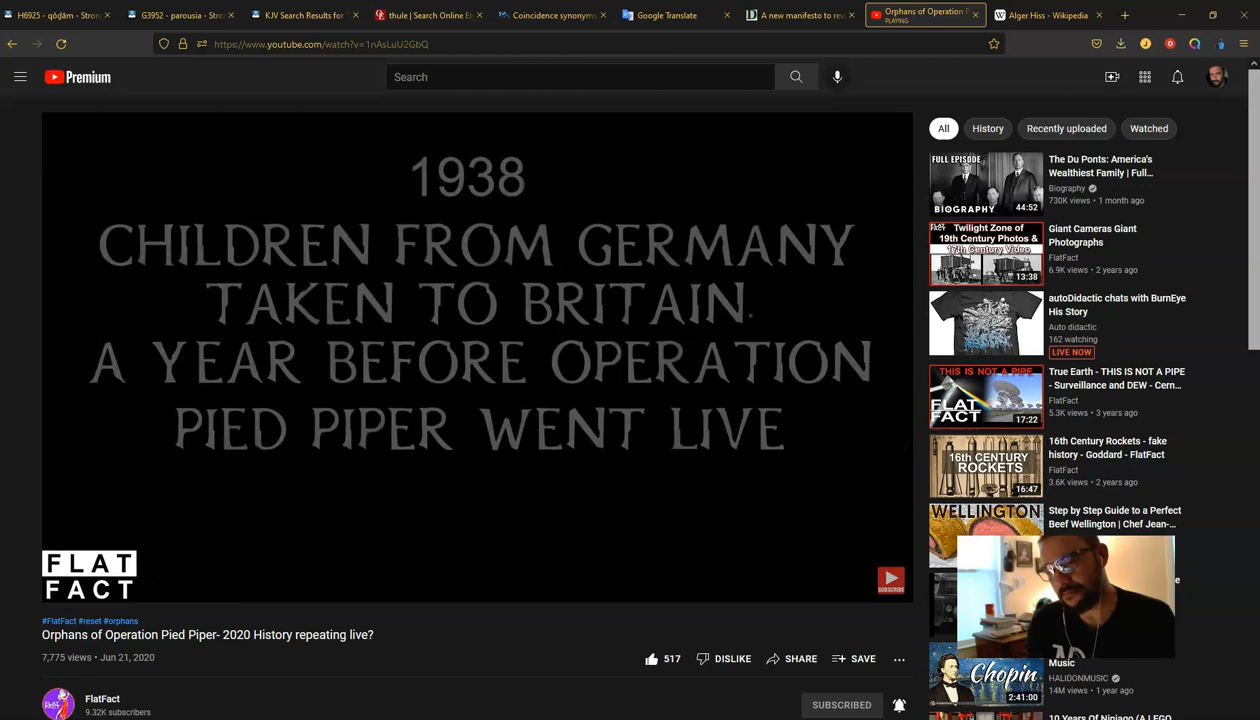 H6925 - qôḏām - Stron
G3952 - parousia - Stron
KJV Search Results for "
thule | Search Online Et
Coincidence synonyms,
Google Translate
A new manifesto to rev
Orphans of Operation P
PLAYING
Alger Hiss - Wikipedia
https://www.youtube.com/watch?v=1nAsLuU2GbQ
Premium
Search
1938
CHILDREN FROM GERMANY
TAKEN TO BRITAIN.
A YEAR BEFORE OPERATION
PIED PIPER WENT LIVE
FLAT
FACT
SUBSCRIBE
#FlatFact #reset #orphans
Orphans of Operation Pied Piper- 2020 History repeating live?
7,775 views • Jun 21, 2020
517
DISLIKE
SHARE
SAVE
FlatFact
9.32K subscribers
SUBSCRIBED
All
History
Recently uploaded
Watched
FULL EPISODE
BIOGRAPHY
44:52
The Du Ponts: America's
Wealthiest Family | Full...
Biography
730K views • 1 month ago
Twilight Zone of
19th Century Photos &
17th Century Video
13:38
Giant Cameras Giant
Photographs
FlatFact
6.9K views • 2 years ago
autoDidactic chats with BurnEye
His Story
Auto didactic
162 watching
LIVE NOW
THIS IS NOT A PIPE
FLAT
FACT
17:22
True Earth - THIS IS NOT A PIPE
- Surveillance and DEW - Cern...
FlatFact
5.3K views • 3 years ago
16TH CENTURY
ROCKETS
16:47
16th Century Rockets - fake
history - Goddard - FlatFact
FlatFact
3.6K views • 2 years ago
WELLINGTON
Step by Step Guide to a Perfect
Beef Wellington | Chef Jean-...
Chopin
2:41:00
Music
HALIDONMUSIC
14M views • 1 year ago
10 Years Of Ninjago (A LEGO